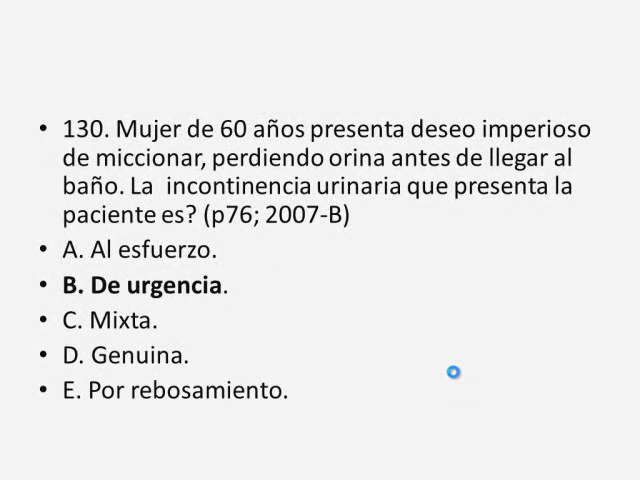 • 130. Mujer de 60 años presenta deseo imperioso
de miccionar, perdiendo orina antes de llegar al
baño. La  incontinencia urinaria que presenta la
paciente es? (p76; 2007-B)
• A. Al esfuerzo.
• B. De urgencia.
• C. Mixta.
• D. Genuina.
• E. Por rebosamiento.